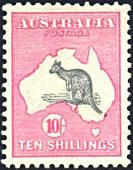 AUSTRALIA
POSTAGE
10/-
TEN SHILLINGS